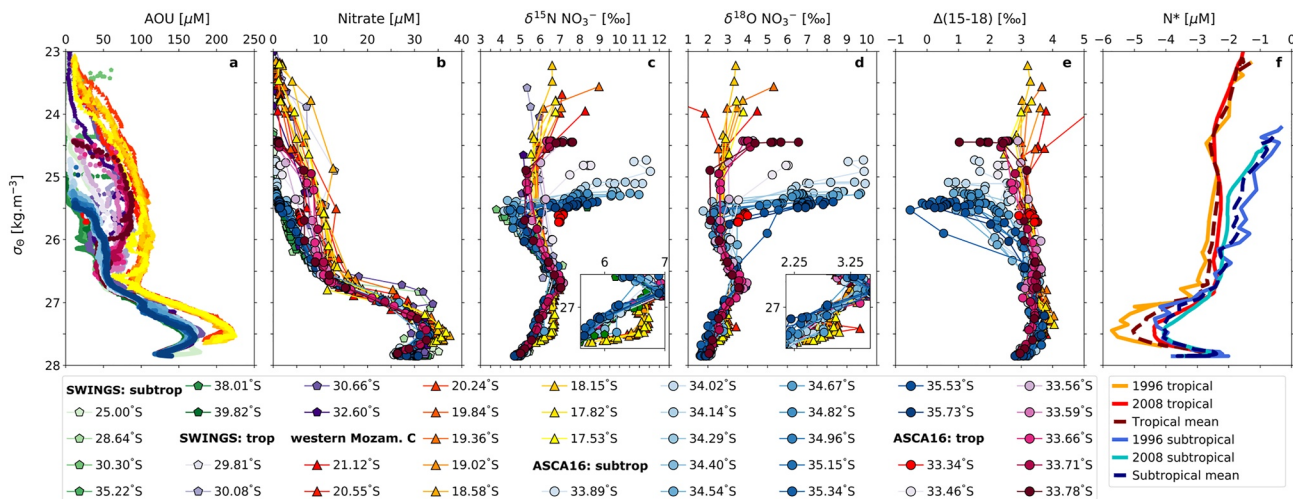 AOU [μM]
Nitrate [μM]
δ¹⁵N NO₃⁻ [‰]
δ¹⁸O NO₃⁻ [‰]
Δ(15-18) [‰]
N* [μM]
0 50 100 150 200 250
0 10 20 30 40
4 5 6 7 8 9 10 11 12
1 2 3 4 5 6 7 8 9 10
−1 0 1 2 3 4 5
−6 −5 −4 −3 −2 −1 0
a
b
c
d
e
f
σΘ [kg.m⁻³]
23
24
25
26
27
28
6 7
27
2.25 3.25
27
SWINGS: subtrop
25.00°S
28.64°S
30.30°S
35.22°S
38.01°S
39.82°S
SWINGS: trop
29.81°S
30.08°S
30.66°S
32.60°S
western Mozam. C
21.12°S
20.55°S
20.24°S
19.84°S
19.36°S
19.02°S
18.58°S
18.15°S
17.82°S
17.53°S
ASCA16: subtrop
33.89°S
34.02°S
34.14°S
34.29°S
34.40°S
34.54°S
34.67°S
34.82°S
34.96°S
35.15°S
35.34°S
35.53°S
35.73°S
ASCA16: trop
33.34°S
33.46°S
33.56°S
33.59°S
33.66°S
33.71°S
33.78°S
1996 tropical
2008 tropical
Tropical mean
1996 subtropical
2008 subtropical
Subtropical mean